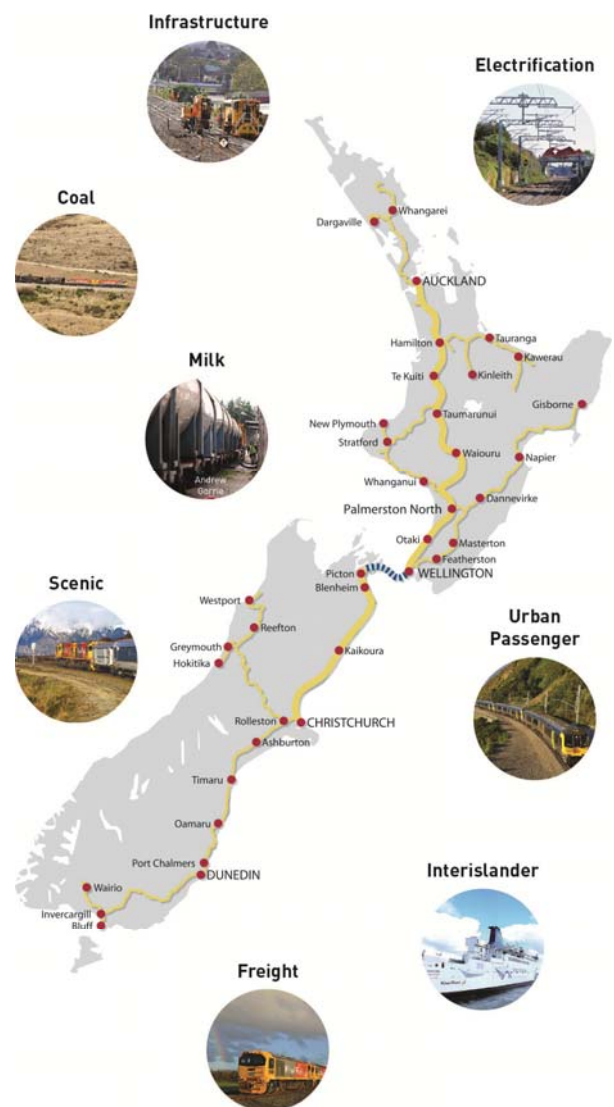 Infrastructure
Electrification
Coal
Milk
Andrew
Gorrie
Scenic
Urban
Passenger
Interislander
Freight
Whangarei
Dargaville
AUCKLAND
Hamilton
Tauranga
Kawerau
Kinleith
Te Kuiti
Gisborne
Taumarunui
New Plymouth
Stratford
Waiouru
Napier
Whanganui
Dannevirke
Palmerston North
Otaki
Masterton
Featherston
WELLINGTON
Picton
Blenheim
Westport
Reefton
Greymouth
Hokitika
Kaikoura
Rolleston
CHRISTCHURCH
Ashburton
Timaru
Oamaru
Port Chalmers
DUNEDIN
Wairio
Invercargill
Bluff